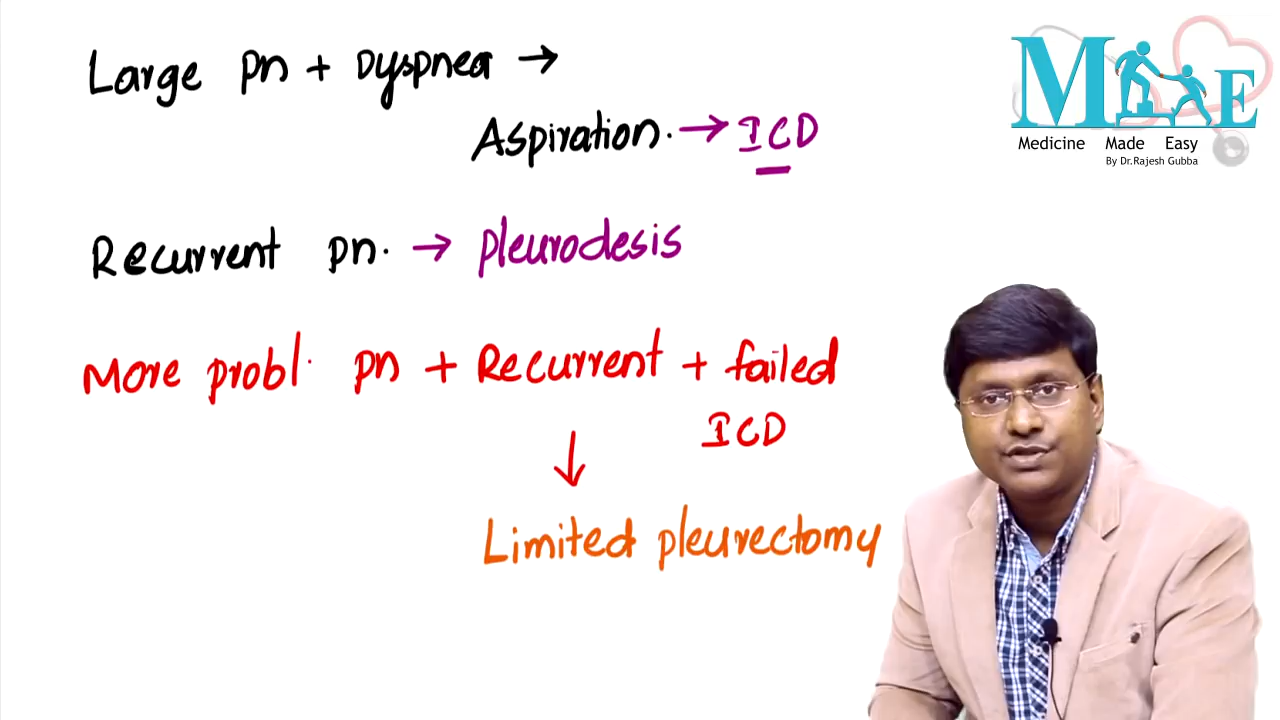 Large pn + Dyspnea →
Aspiration. → ICD
Recurrent pn. → pleurodesis
More probl. pn + Recurrent + failed
ICD
↓
Limited pleurectomy
MME
Medicine Made Easy
By Dr.Rajesh Gubba